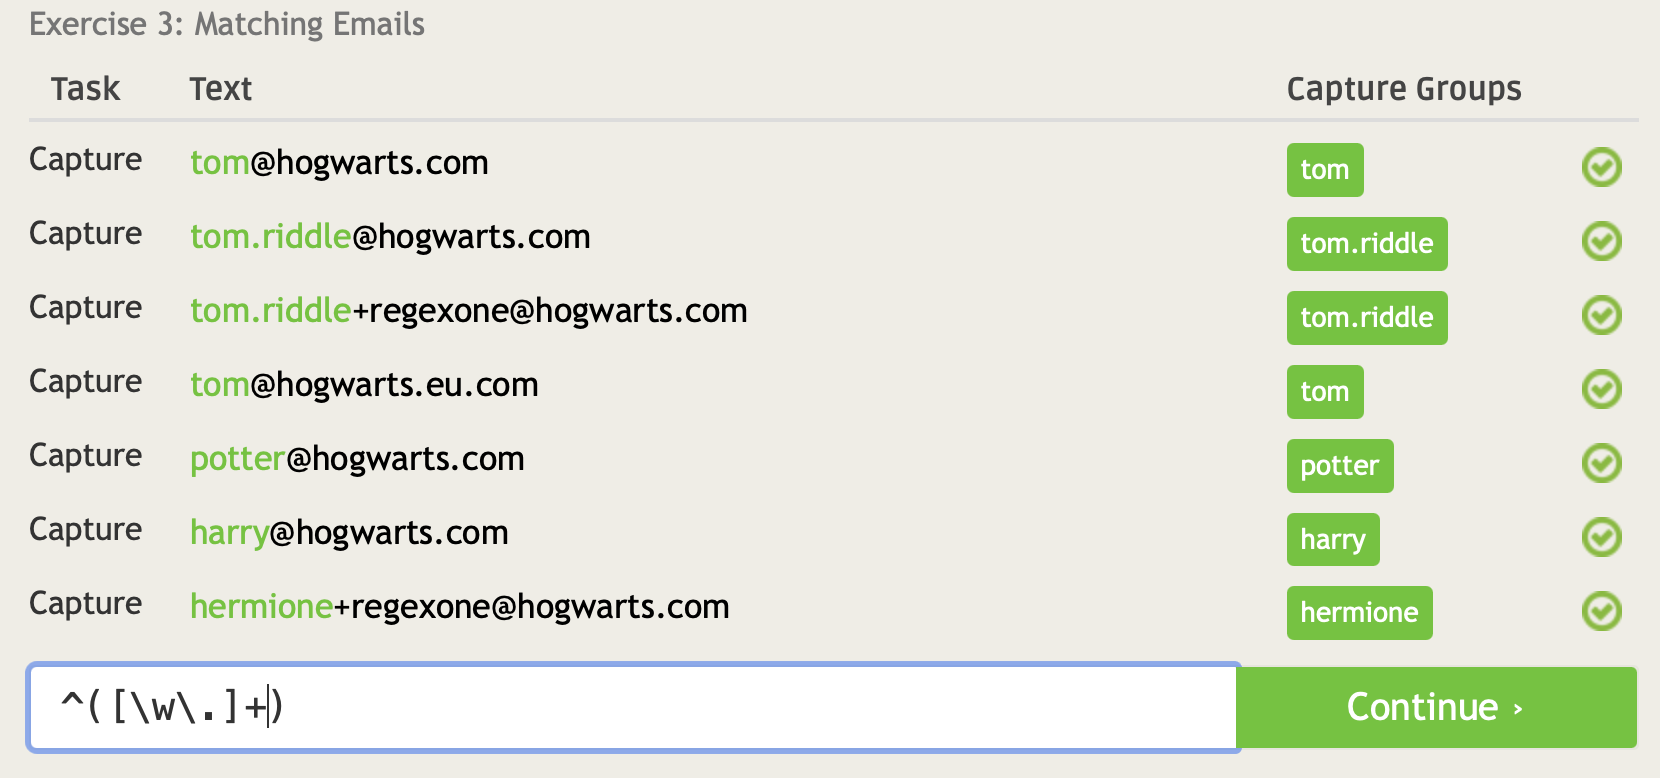 Exercise 3: Matching Emails
Task Text Capture Groups
Capture tom@hogwarts.com tom
Capture tom.riddle@hogwarts.com tom.riddle
Capture tom.riddle+regexone@hogwarts.com tom.riddle
Capture tom@hogwarts.eu.com tom
Capture potter@hogwarts.com potter
Capture harry@hogwarts.com harry
Capture hermione+regexone@hogwarts.com hermione
^([\w\.]+) Continue ›